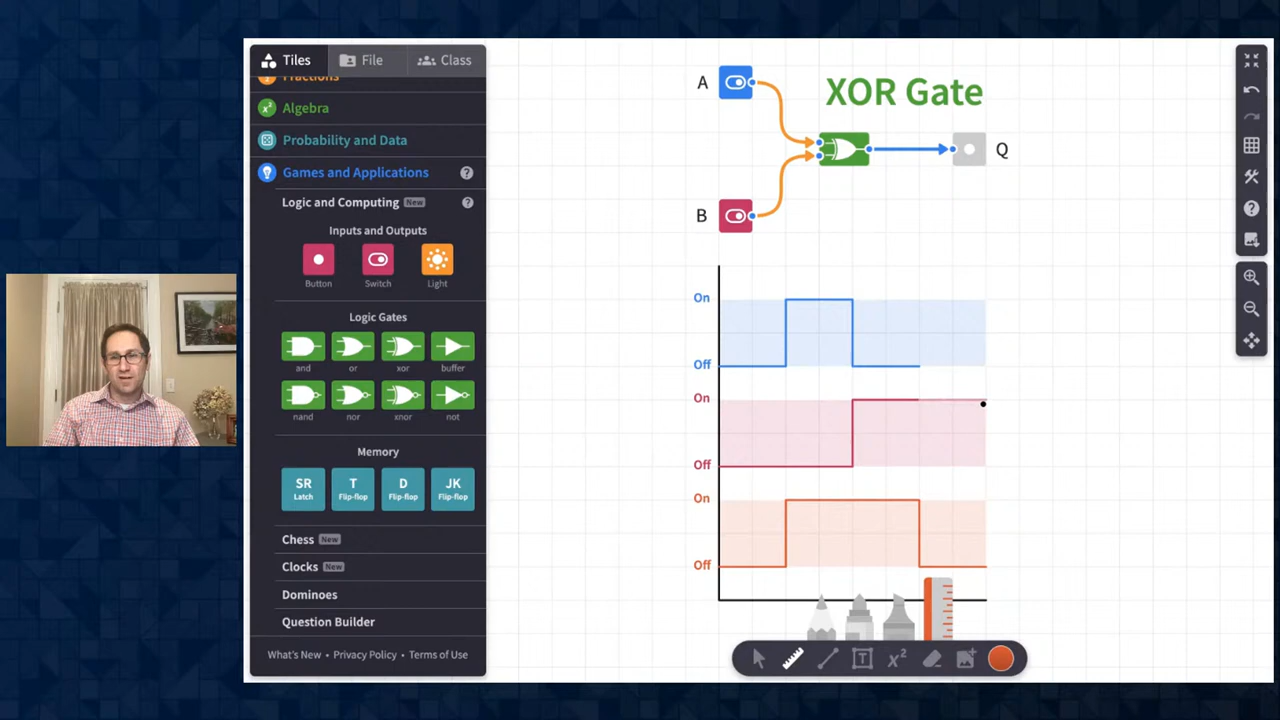 Tiles File Class
Fractions
Algebra
Probability and Data
Games and Applications ?
Logic and Computing New ?
Inputs and Outputs
Button Switch Light
Logic Gates
and or xor buffer
nand nor xnor not
Memory
SR T D JK
Latch Flip-flop Flip-flop Flip-flop
Chess New
Clocks New
Dominoes
Question Builder
What's New • Privacy Policy • Terms of Use
A
XOR Gate
Q
B
On
Off
On
Off
On
Off
T x²